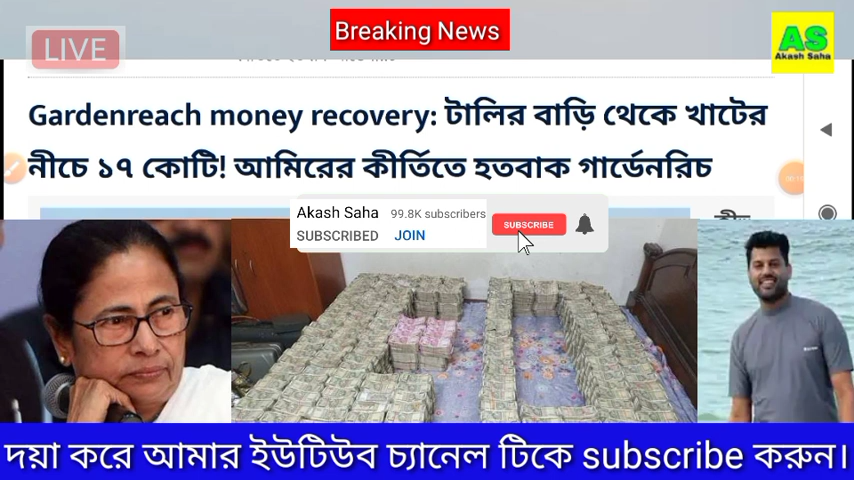 Breaking News
LIVE
AS
Akash Saha
Gardenreach money recovery: টালির বাড়ি থেকে খাটের
নীচে ১৭ কোটি! আমিরের কীর্তিতে হতবাক গার্ডেনরিচ
Akash Saha 99.8K subscribers
SUBSCRIBE
SUBSCRIBED JOIN
দয়া করে আমার ইউটিউব চ্যানেল টিকে subscribe করুন।